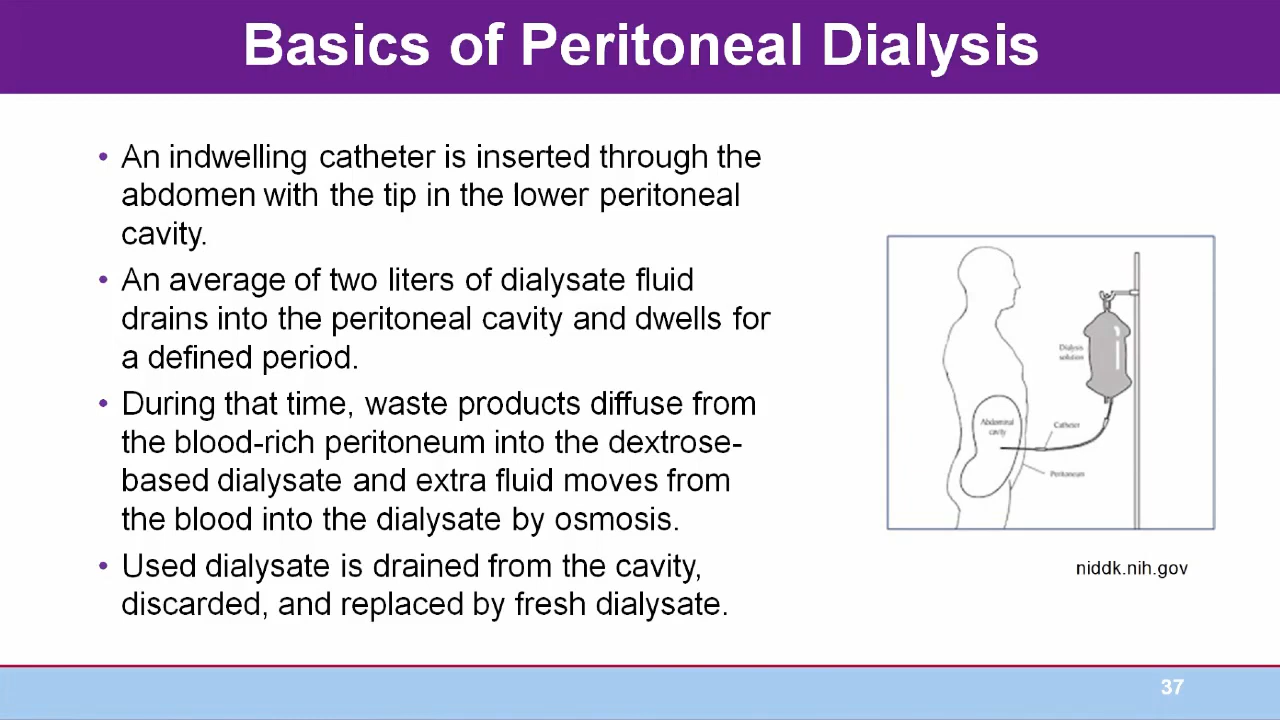 Basics of Peritoneal Dialysis
• An indwelling catheter is inserted through the
abdomen with the tip in the lower peritoneal
cavity.
• An average of two liters of dialysate fluid
drains into the peritoneal cavity and dwells for
a defined period.
• During that time, waste products diffuse from
the blood-rich peritoneum into the dextrose-
based dialysate and extra fluid moves from
the blood into the dialysate by osmosis.
• Used dialysate is drained from the cavity,
discarded, and replaced by fresh dialysate.
Dialysis
solution
Abdominal
cavity
Catheter
Peritoneum
niddk.nih.gov
37